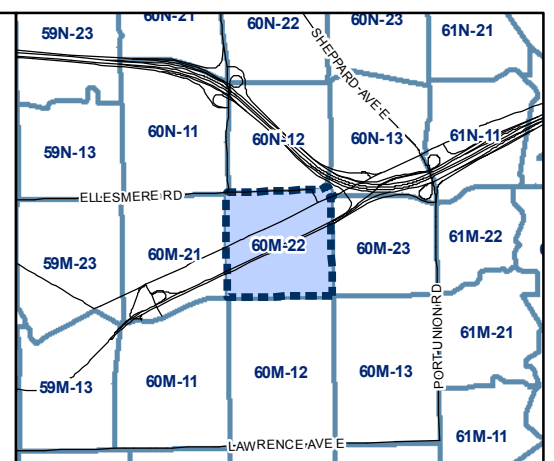 60N-21
60N-22
60N-23
61N-21
59N-23
SHEPPARD AVE E
59N-13
60N-11
60N-12
60N-13
61N-11
ELLESMERE RD
59M-23
60M-21
60M-22
60M-23
61M-22
PORT UNION RD
61M-21
59M-13
60M-11
60M-12
60M-13
61M-11
LAWRENCE AVE E